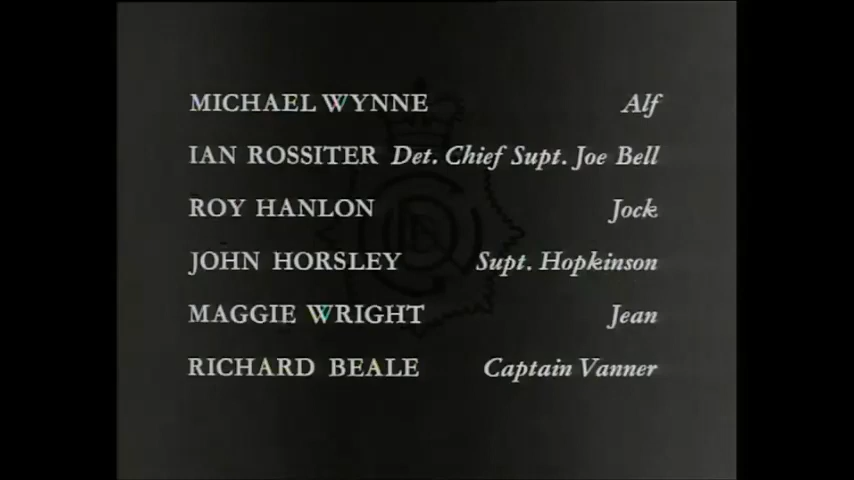 MICHAEL WYNNE Alf
IAN ROSSITER Det. Chief Supt. Joe Bell
ROY HANLON Jock
JOHN HORSLEY Supt. Hopkinson
MAGGIE WRIGHT Jean
RICHARD BEALE Captain Vanner